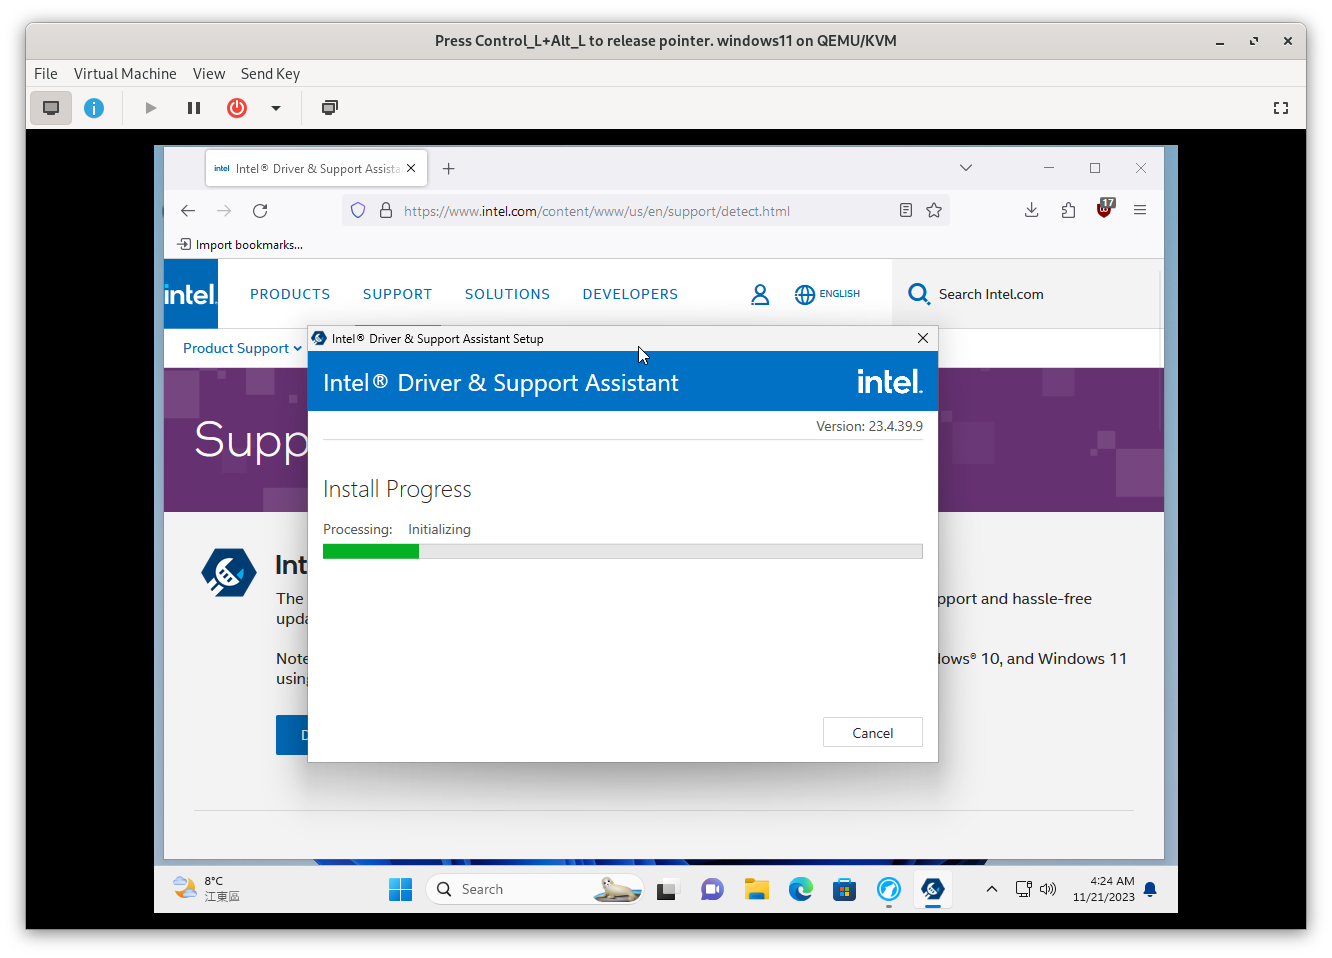 Press Control_L+Alt_L to release pointer. windows11 on QEMU/KVM
File Virtual Machine View Send Key
intel Intel® Driver & Support Assista
https://www.intel.com/content/www/us/en/support/detect.html
17
Import bookmarks...
intel.
PRODUCTS SUPPORT SOLUTIONS DEVELOPERS
ENGLISH
Search Intel.com
Product Support
Intel® Driver & Support Assistant Setup
Intel® Driver & Support Assistant
intel.
Version: 23.4.39.9
Supp
Install Progress
Processing: Initializing
Int
The
pport and hassle-free
upda
Note
dows® 10, and Windows 11
using
D
Cancel
8°C
江東區
Search
4:24 AM
11/21/2023